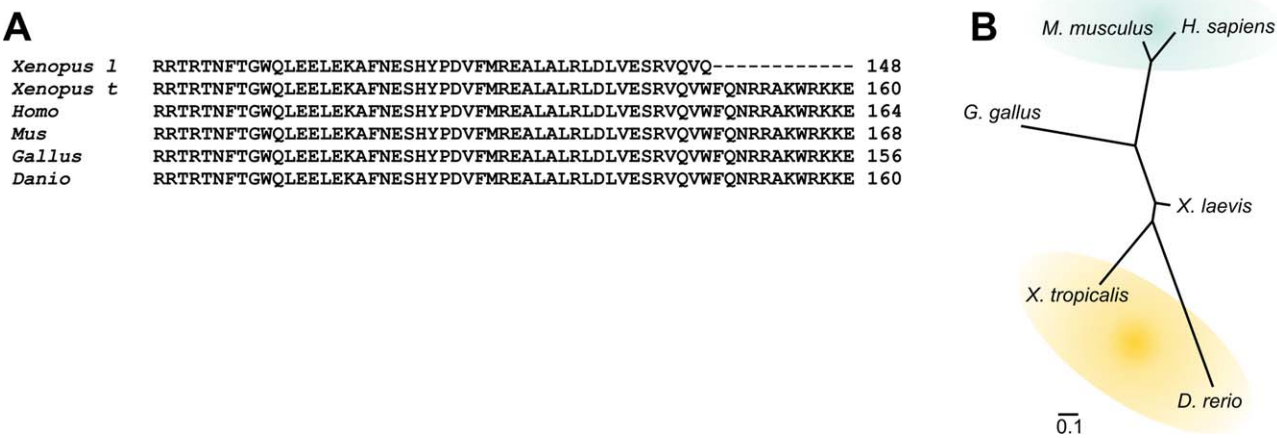 A
Xenopus l RRTRTNFTGWQLEELEKAFNESHYPDVFMREALALRLDLVESRVQVQ------------- 148
Xenopus t RRTRTNFTGWQLEELEKAFNESHYPDVFMREALALRLDLVESRVQVWFQNRRAKWRKKE 160
Homo RRTRTNFTGWQLEELEKAFNESHYPDVFMREALALRLDLVESRVQVWFQNRRAKWRKKE 164
Mus RRTRTNFTGWQLEELEKAFNESHYPDVFMREALALRLDLVESRVQVWFQNRRAKWRKKE 168
Gallus RRTRTNFTGWQLEELEKAFNESHYPDVFMREALALRLDLVESRVQVWFQNRRAKWRKKE 156
Danio RRTRTNFTGWQLEELEKAFNESHYPDVFMREALALRLDLVESRVQVWFQNRRAKWRKKE 160
B
M. musculus
H. sapiens
G. gallus
X. laevis
X. tropicalis
D. rerio
0.1